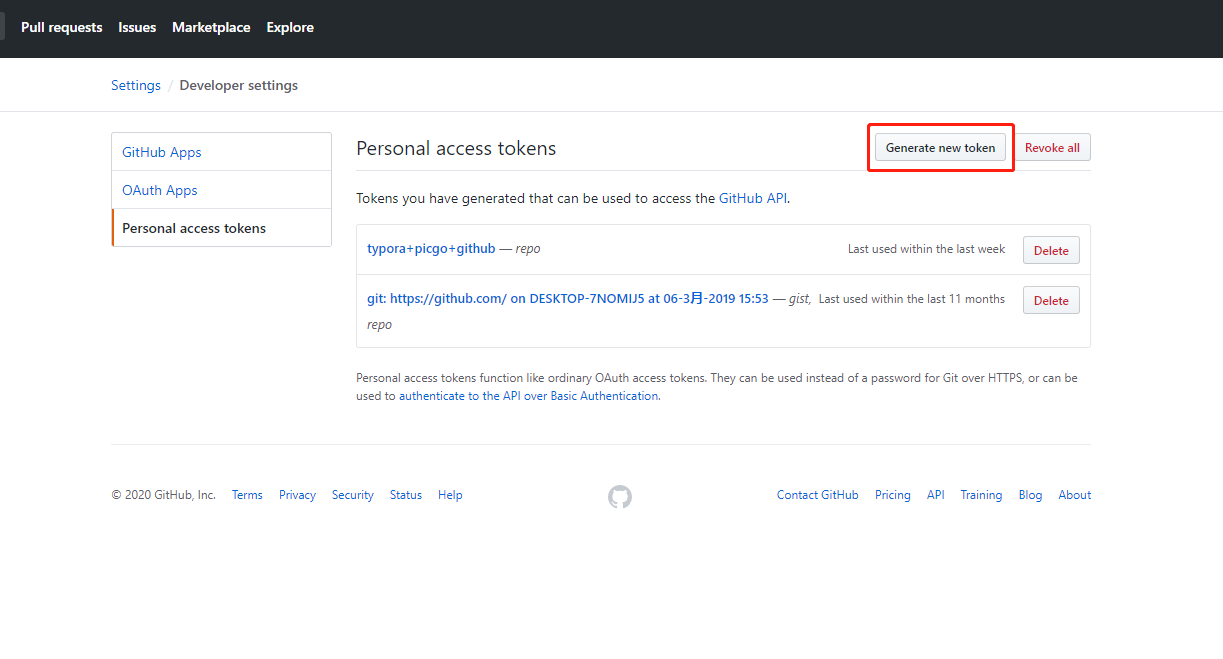 Pull requests Issues Marketplace Explore
Settings / Developer settings
GitHub Apps
OAuth Apps
Personal access tokens
Personal access tokens
Generate new token
Revoke all
Tokens you have generated that can be used to access the GitHub API.
typora+picgo+github — repo
Last used within the last week
Delete
git: https://github.com/ on DESKTOP-7NOMIJ5 at 06-3月-2019 15:53 — gist,
repo
Last used within the last 11 months
Delete
Personal access tokens function like ordinary OAuth access tokens. They can be used instead of a password for Git over HTTPS, or can be
used to authenticate to the API over Basic Authentication.
© 2020 GitHub, Inc. Terms Privacy Security Status Help
Contact GitHub Pricing API Training Blog About